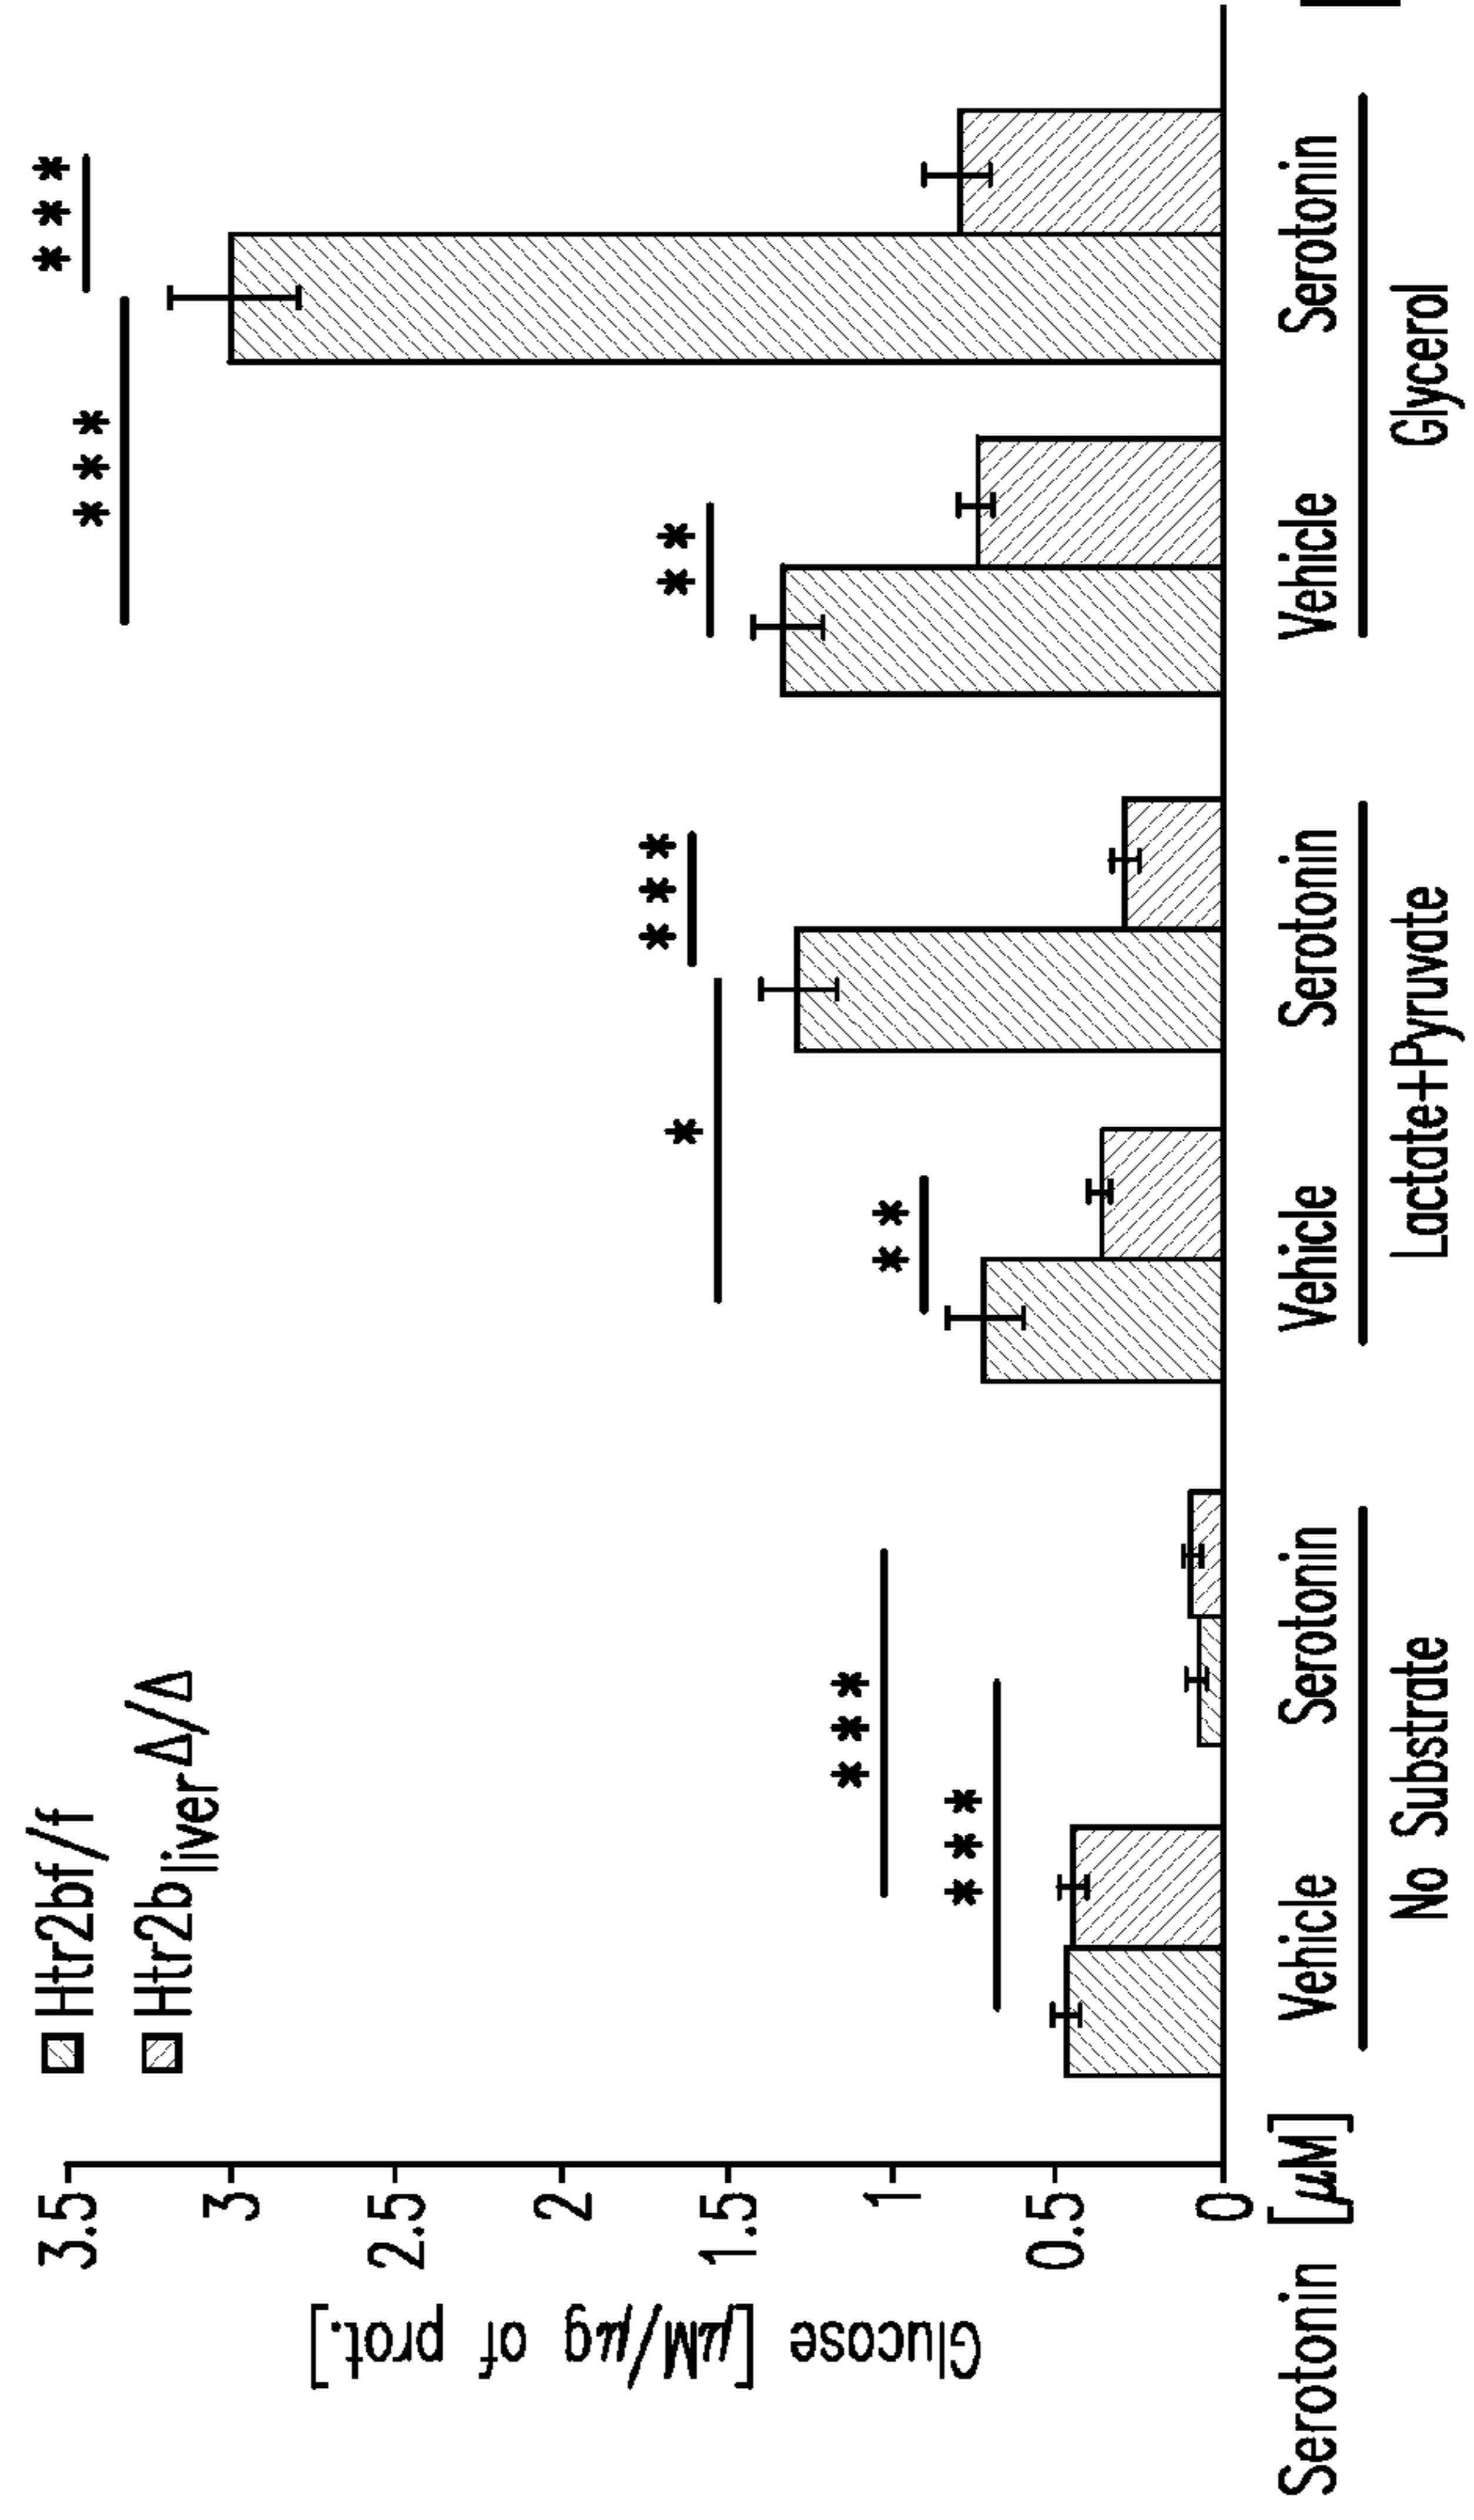 Htr2bf/f
Htr2bliver Δ/Δ
Glucose [μM/μg of prot.]
3.5
3
2.5
2
1.5
1
0.5
0
* * *
* * *
* *
* * *
*
* *
* * *
* * *
Serotonin [μM]
Vehicle Serotonin Vehicle Serotonin Vehicle Serotonin
No Substrate Lactate+Pyruvate Glycerol